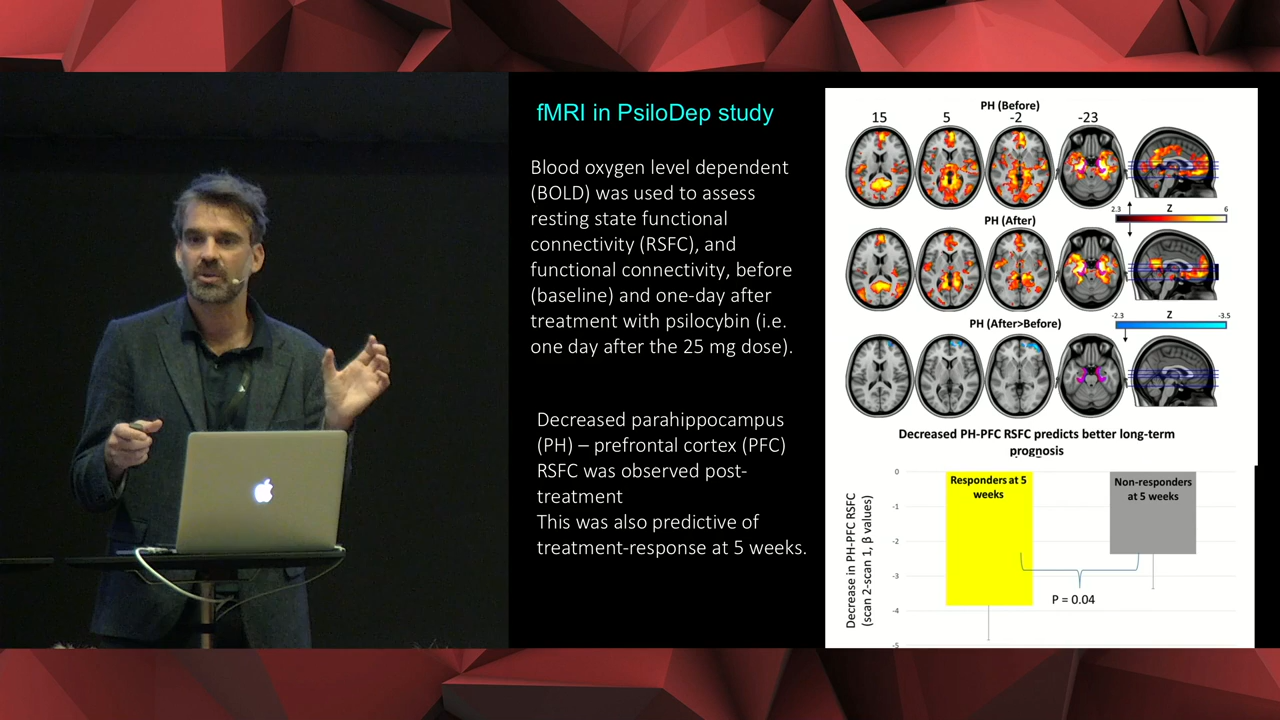 fMRI in PsiloDep study
Blood oxygen level dependent
(BOLD) was used to assess
resting state functional
connectivity (RSFC), and
functional connectivity, before
(baseline) and one-day after
treatment with psilocybin (i.e.
one day after the 25 mg dose).
Decreased parahippocampus
(PH) – prefrontal cortex (PFC)
RSFC was observed post-
treatment
This was also predictive of
treatment-response at 5 weeks.
PH (Before)
15 5 -2 -23
2.3 Z 6
PH (After)
PH (After>Before)
-2.3 Z -3.5
Decreased PH-PFC RSFC predicts better long-term
prognosis
Decrease in PH-PFC RSFC
(scan 2-scan 1, β values)
0
-1
-2
-3
-4
-5
Responders at 5
weeks
Non-responders
at 5 weeks
P = 0.04